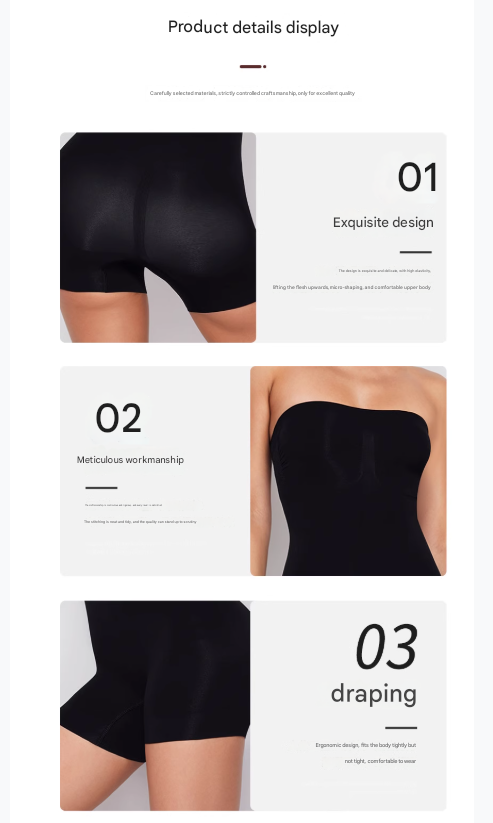 Product details display
Carefully selected materials, strictly controlled craftsmanship, only for excellent quality
01
Exquisite design
The design is exquisite and delicate, with high elasticity,
lifting the flesh upwards, micro-shaping, and comfortable upper body
02
Meticulous workmanship
The stitching is neat and tidy, and the quality can stand up to scrutiny
03
draping
Ergonomic design, fits the body tightly but
not tight, comfortable to wear